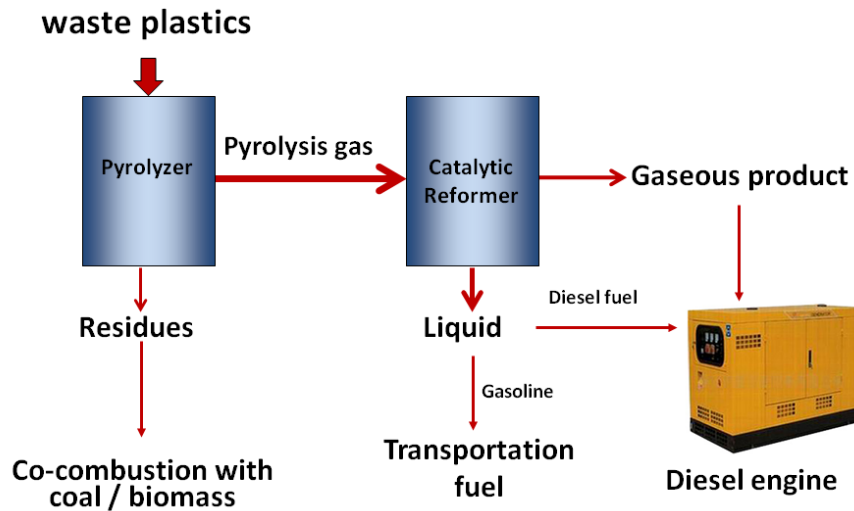 waste plastics
Pyrolyzer
Pyrolysis gas
Catalytic
Reformer
Gaseous product
Residues
Liquid
Diesel fuel
Gasoline
Co-combustion with
coal / biomass
Transportation
fuel
Diesel engine